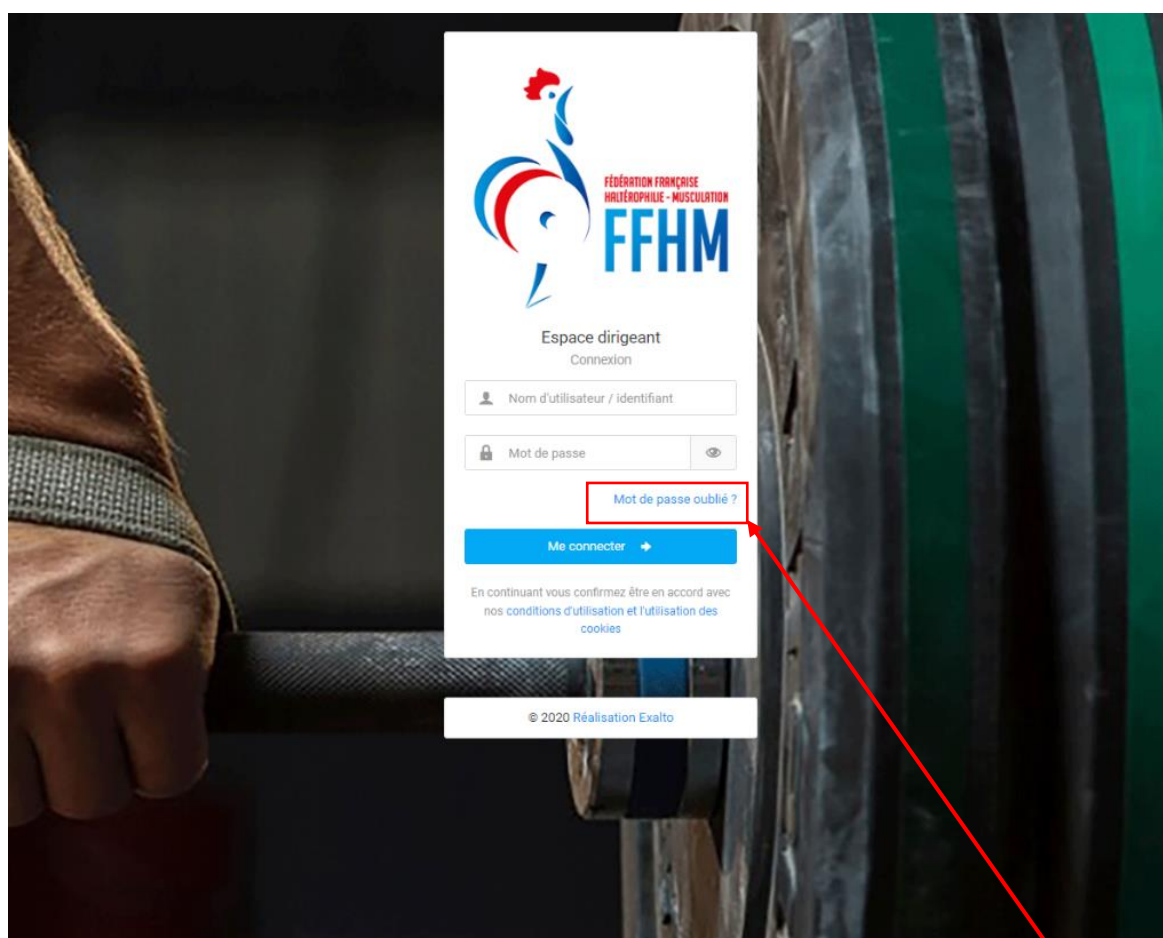 FÉDÉRATION FRANÇAISE
HALTÉROPHILIE - MUSCULATION
FFHM
Espace dirigeant
Connexion
Nom d'utilisateur / identifiant
Mot de passe
Mot de passe oublié ?
Me connecter
En continuant vous confirmez être en accord avec
nos conditions d'utilisation et l'utilisation des
cookies
© 2020 Réalisation Exalto